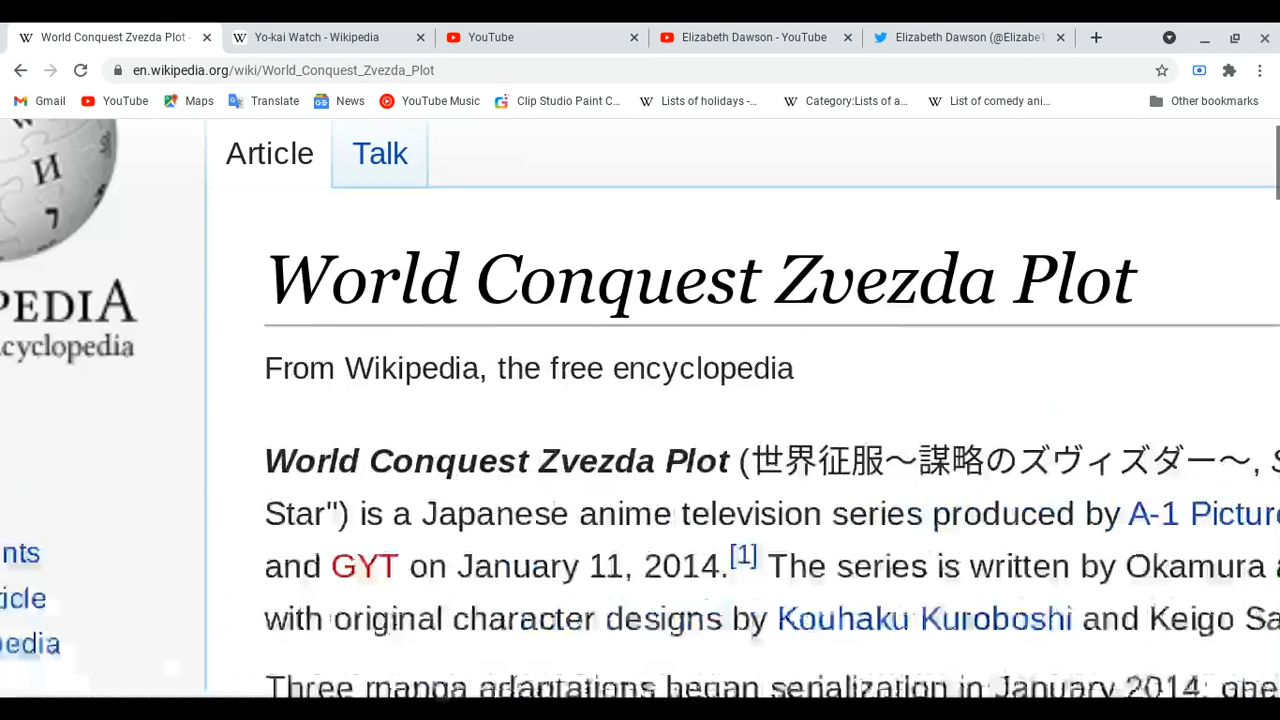 World Conquest Zvezda Plot -
Yo-kai Watch - Wikipedia
YouTube
Elizabeth Dawson - YouTube
Elizabeth Dawson (@Elizabet
en.wikipedia.org/wiki/World_Conquest_Zvezda_Plot
Gmail
YouTube
Maps
Translate
News
YouTube Music
Clip Studio Paint C...
Lists of holidays -...
Category:Lists of a...
List of comedy ani...
Other bookmarks
Article
Talk
PEDIA
cyclopedia
World Conquest Zvezda Plot
From Wikipedia, the free encyclopedia
World Conquest Zvezda Plot (世界征服〜謀略のズヴィズダー〜,
Star") is a Japanese anime television series produced by A-1 Picture
and GYT on January 11, 2014.[1] The series is written by Okamura
with original character designs by Kouhaku Kuroboshi and Keigo Sa
Three manga adaptations began serialization in January 2014: one
nts
ticle
pedia